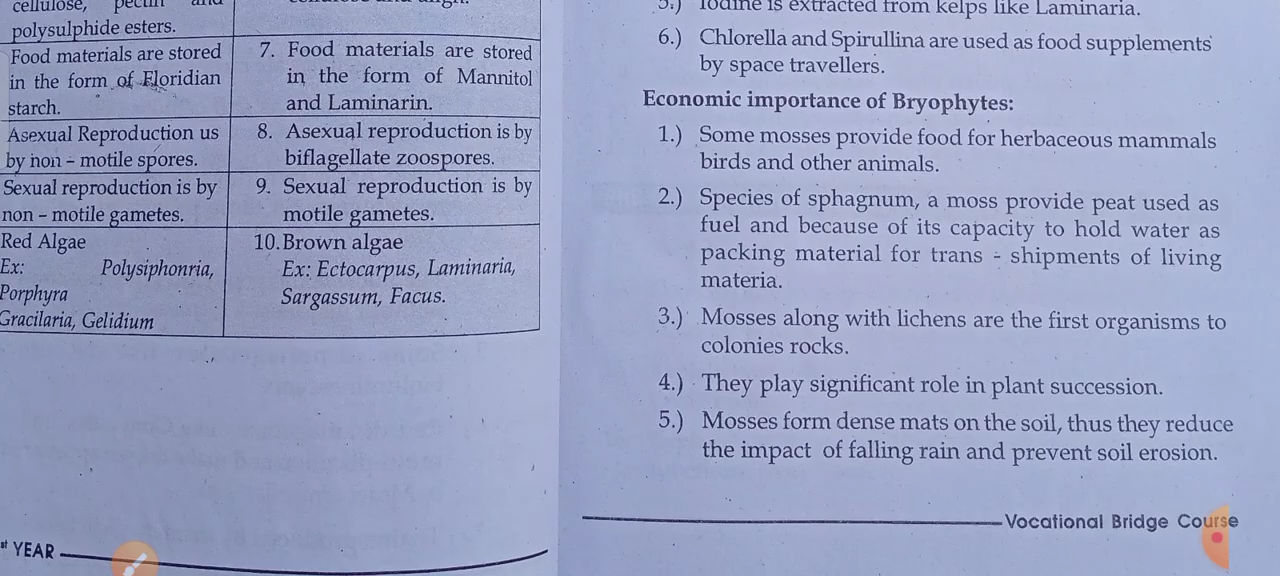 cellulose, pectin and
polysulphide esters.
Food materials are stored
in the form of Floridian
starch.
Asexual Reproduction us
by non – motile spores.
Sexual reproduction is by
non – motile gametes.
Red Algae
Ex: Polysiphonria,
Porphyra
Gracilaria, Gelidium
7. Food materials are stored
in the form of Mannitol
and Laminarin.
8. Asexual reproduction is by
biflagellate zoospores.
9. Sexual reproduction is by
motile gametes.
10. Brown algae
Ex: Ectocarpus, Laminaria,
Sargassum, Facus.
st YEAR
5.) Iodine is extracted from kelps like Laminaria.
6.) Chlorella and Spirullina are used as food supplements
by space travellers.
Economic importance of Bryophytes:
1.) Some mosses provide food for herbaceous mammals
birds and other animals.
2.) Species of sphagnum, a moss provide peat used as
fuel and because of its capacity to hold water as
packing material for trans - shipments of living
materia.
3.) Mosses along with lichens are the first organisms to
colonies rocks.
4.) They play significant role in plant succession.
5.) Mosses form dense mats on the soil, thus they reduce
the impact of falling rain and prevent soil erosion.
Vocational Bridge Course